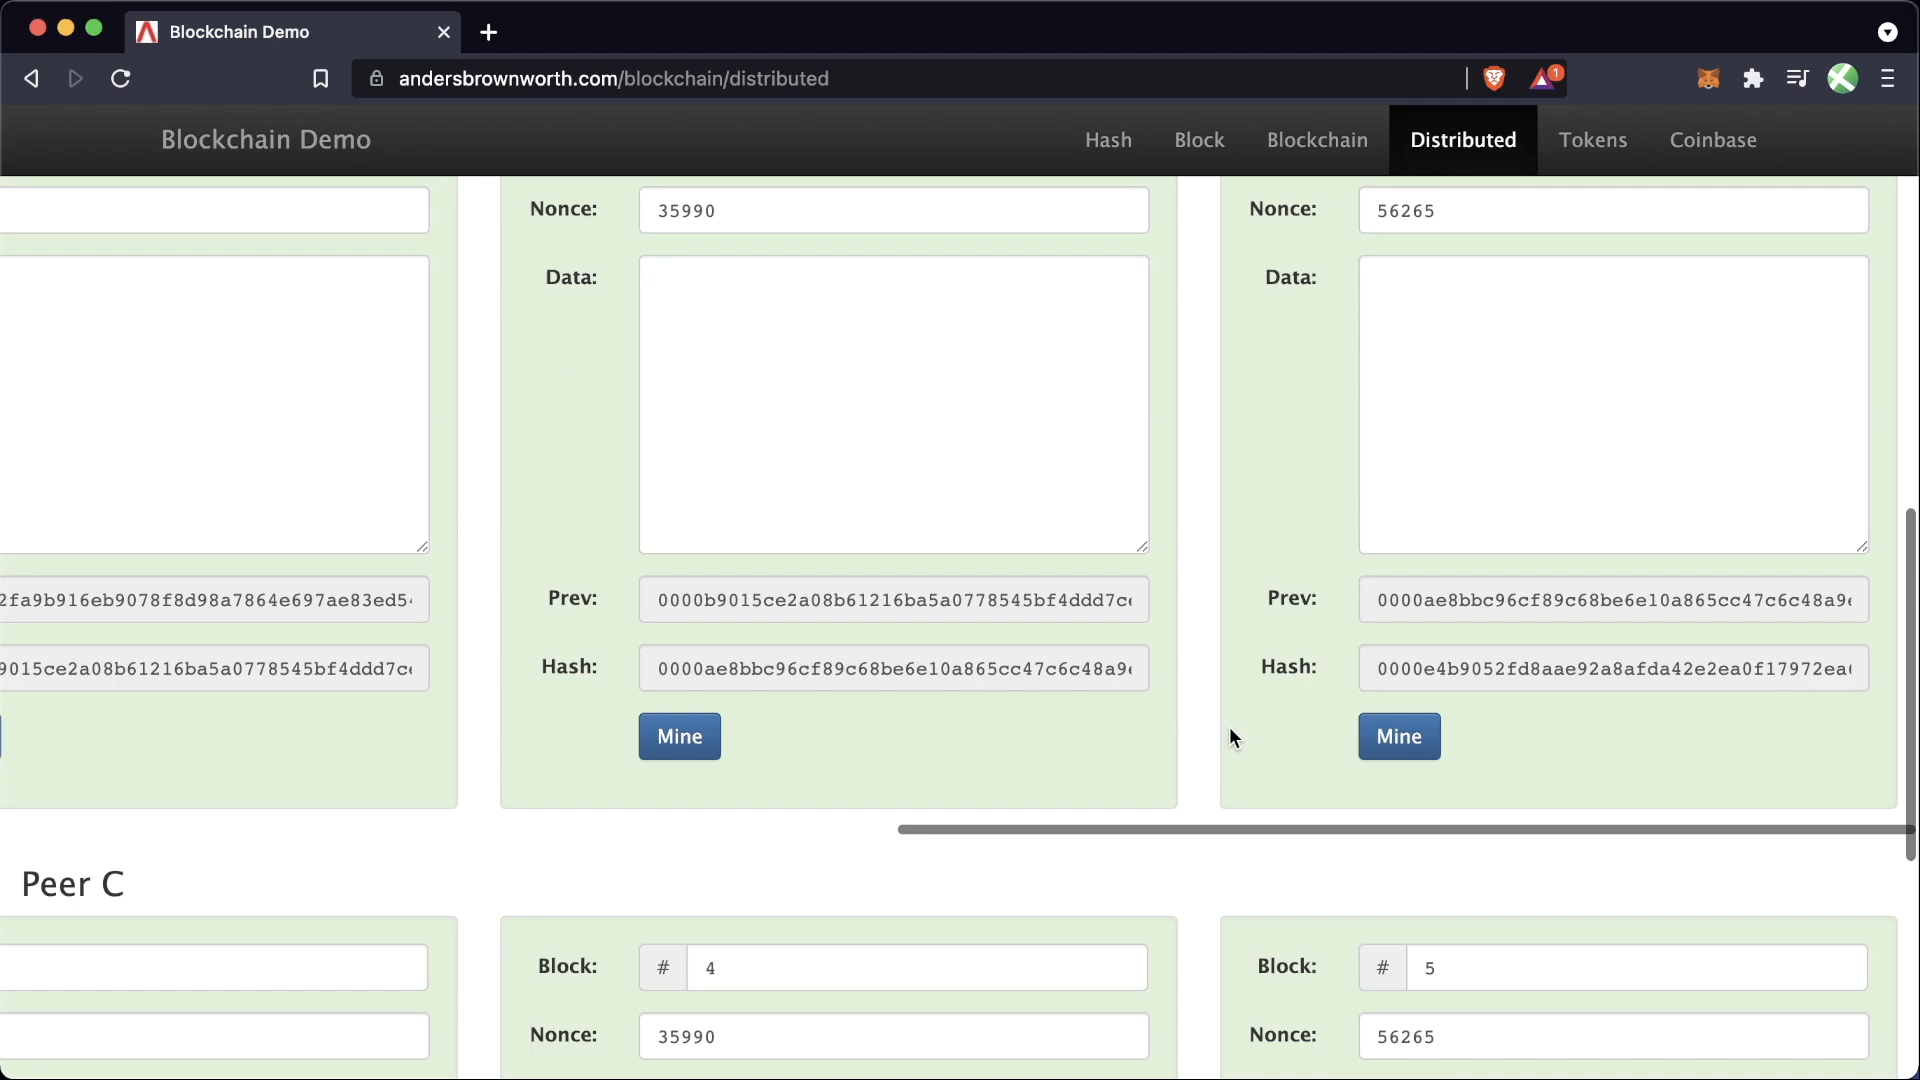 Blockchain Demo
andersbrownworth.com/blockchain/distributed
1
Blockchain Demo
Hash
Block
Blockchain
Distributed
Tokens
Coinbase
Nonce: 35990
Nonce: 56265
Data:
Data:
2fa9b916eb9078f8d98a7864e697ae83ed5
Prev: 0000b9015ce2a08b61216ba5a0778545bf4ddd7c
Prev: 0000ae8bbc96cf89c68be6e10a865cc47c6c48a9
9015ce2a08b61216ba5a0778545bf4ddd7c
Hash: 0000ae8bbc96cf89c68be6e10a865cc47c6c48a9
Hash: 0000e4b9052fd8aae92a8afda42e2ea0f17972ea
Mine
Mine
Peer C
Block: # 4
Block: # 5
Nonce: 35990
Nonce: 56265